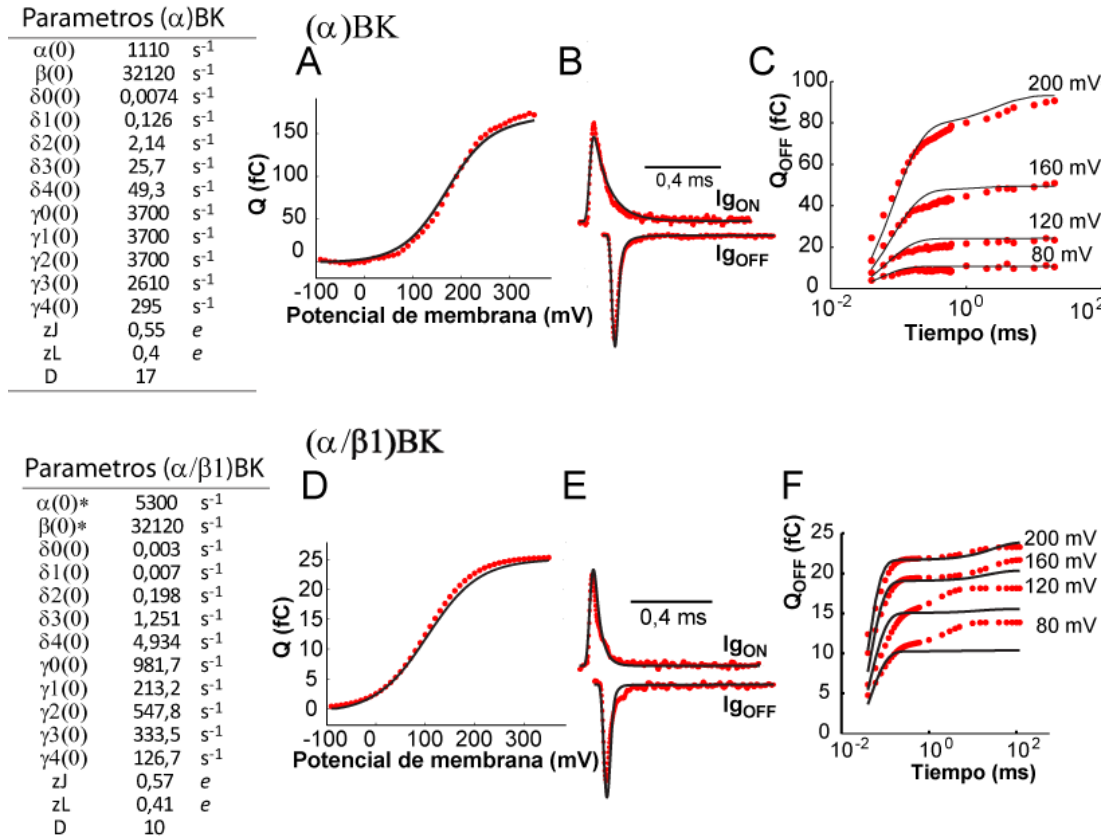 Parametros (α)BK
α(0) 1110 s-1
β(0) 32120 s-1
δ0(0) 0,0074 s-1
δ1(0) 0,126 s-1
δ2(0) 2,14 s-1
δ3(0) 25,7 s-1
δ4(0) 49,3 s-1
γ0(0) 3700 s-1
γ1(0) 3700 s-1
γ2(0) 3700 s-1
γ3(0) 2610 s-1
γ4(0) 295 s-1
zJ 0,55 e
zL 0,4 e
D 17
(α)BK
A
Q (fC)
150
100
50
0
-100 0 100 200 300
Potencial de membrana (mV)
B
0,4 ms
IgON
IgOFF
C
QOFF (fC)
100
80
60
40
20
0
200 mV
160 mV
120 mV
80 mV
10-2 100 102
Tiempo (ms)
Parametros (α/β1)BK
α(0)* 5300 s-1
β(0)* 32120 s-1
δ0(0) 0,003 s-1
δ1(0) 0,007 s-1
δ2(0) 0,198 s-1
δ3(0) 1,251 s-1
δ4(0) 4,934 s-1
γ0(0) 981,7 s-1
γ1(0) 213,2 s-1
γ2(0) 547,8 s-1
γ3(0) 333,5 s-1
γ4(0) 126,7 s-1
zJ 0,57 e
zL 0,41 e
D 10
(α/β1)BK
D
Q (fC)
25
20
15
10
5
0
-100 0 100 200 300
Potencial de membrana (mV)
E
0,4 ms
IgON
IgOFF
F
QOFF (fC)
25
20
15
10
5
0
200 mV
160 mV
120 mV
80 mV
10-2 100 102
Tiempo (ms)